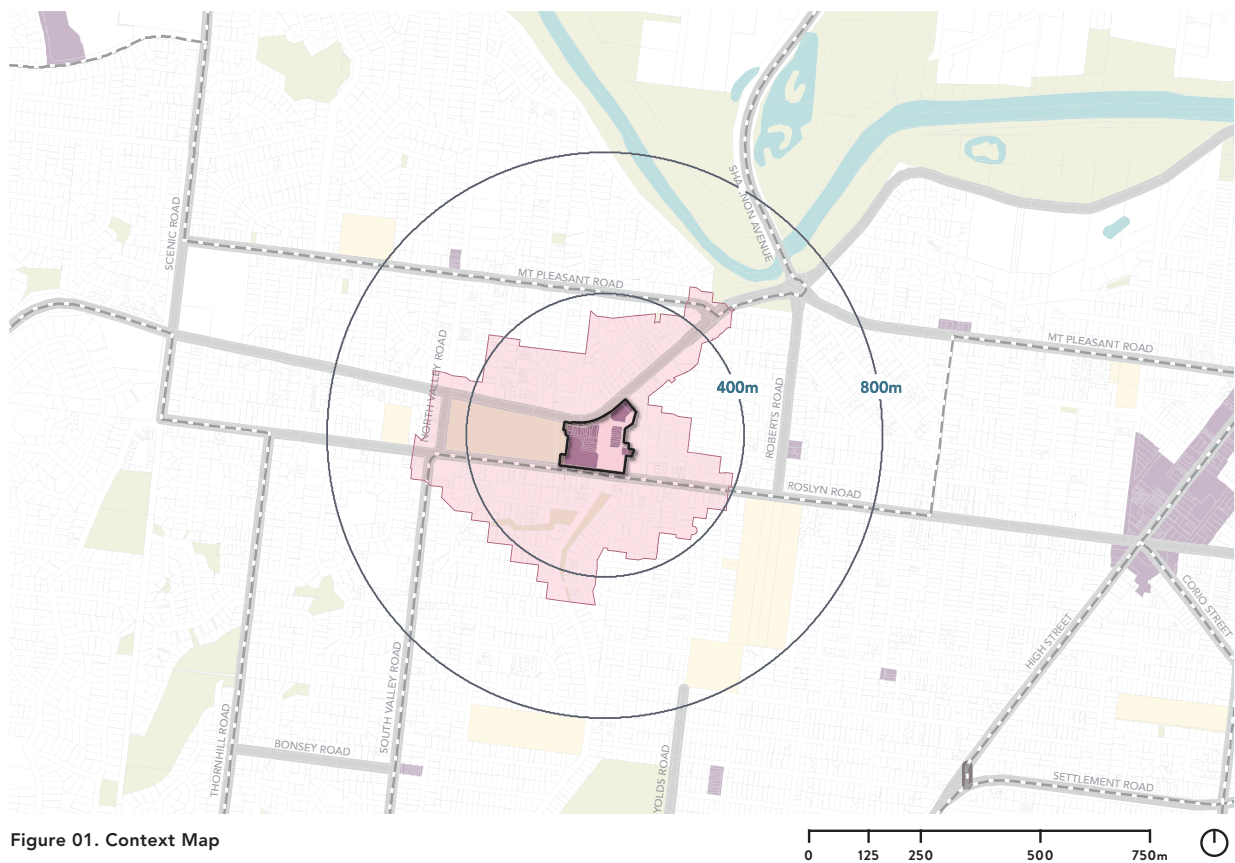 SCENIC ROAD
SHANNON AVENUE
MT PLEASANT ROAD
NORTH VALLEY ROAD
MT PLEASANT ROAD
400m
800m
ROBERTS ROAD
ROSLYN ROAD
CORIO STREET
HIGH STREET
SOUTH VALLEY ROAD
THORNHILL ROAD
BONSEY ROAD
YOLDS ROAD
SETTLEMENT ROAD
Figure 01. Context Map
0 125 250 500 750m